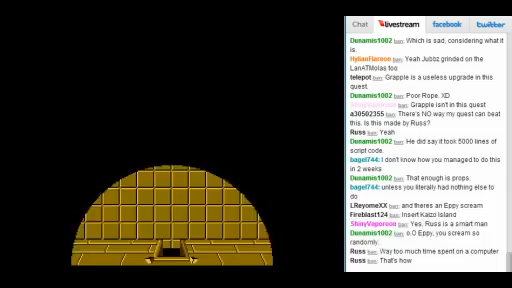 Chat livestream facebook twitter
Dunamis1002 ban: Which is sad, considering what it
is.
HylianFlareon ban: Yeah Jubbz grinded on the
LanATMolas foo
telepot ban: Grapple is a useless upgrade in this
quest.
Dunamis1002 ban: Poor Rope. XD
ShinyVaporeon ban: Grapple isn't in this quest
a30502355 ban: There's NO way my quest can beat
this. Is this made by Russ?
Russ ban: Yeah
Dunamis1002 ban: He did say it took 5000 lines of
script code.
bagel744: I don't know how you managed to do this
in 2 weeks
Dunamis1002 ban: That enough is props.
bagel744: unless you literally had nothing else to
do
LReyomeXX ban: and theres an Eppy scream
Fireblast124 ban: Insert Kaizo Island
ShinyVaporeon ban: Yes, Russ is a smart man
Dunamis1002 ban: o.O Eppy, you scream so
randomly.
Russ ban: Way too much time spent on a computer
Russ ban: That's how